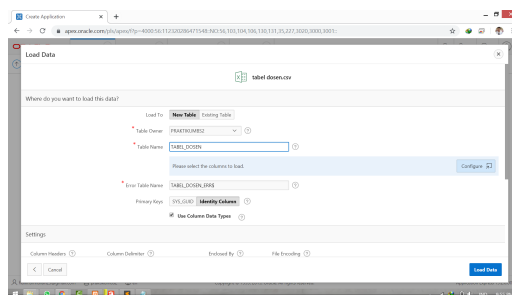 Create Application
apex.oracle.com/pls/apex/f?p=4000:56:112320286471548::NO:56,103,104,106,130,131,35,227,3020,3000,3001::
Load Data
tabel dosen.csv
Where do you want to load this data?
Load To New Table Existing Table
* Table Owner PRAKTIKUMBS2
* Table Name TABEL_DOSEN
Please select the columns to load. Configure
* Error Table Name TABEL_DOSEN_ERR$
Primary Keys SYS_GUID Identity Column
Use Column Data Types
Settings
Column Headers Column Delimiter Enclosed By File Encoding
Cancel Load Data